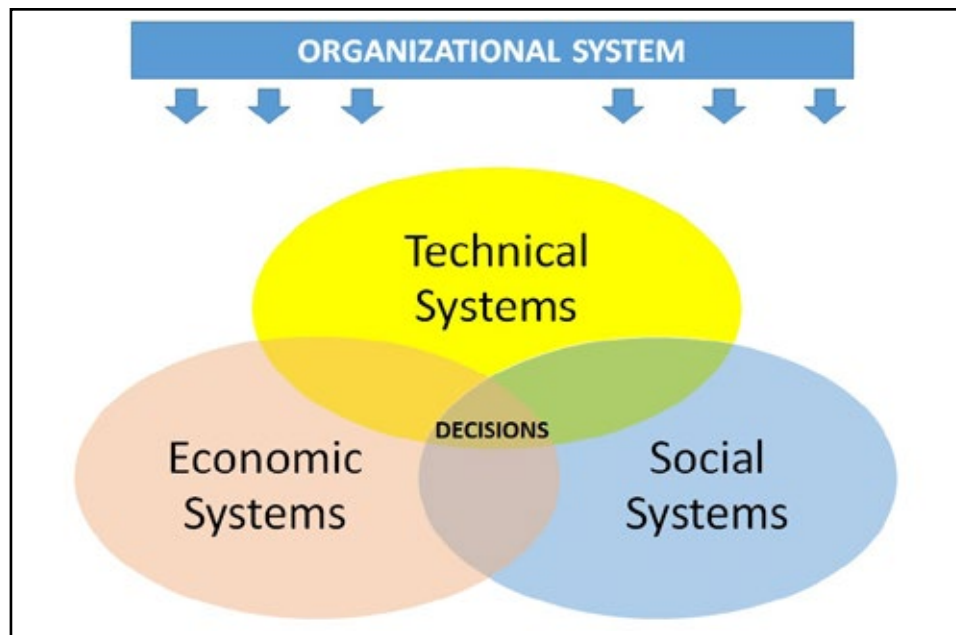 ORGANIZATIONAL SYSTEM
Technical
Systems
DECISIONS
Economic
Systems
Social
Systems